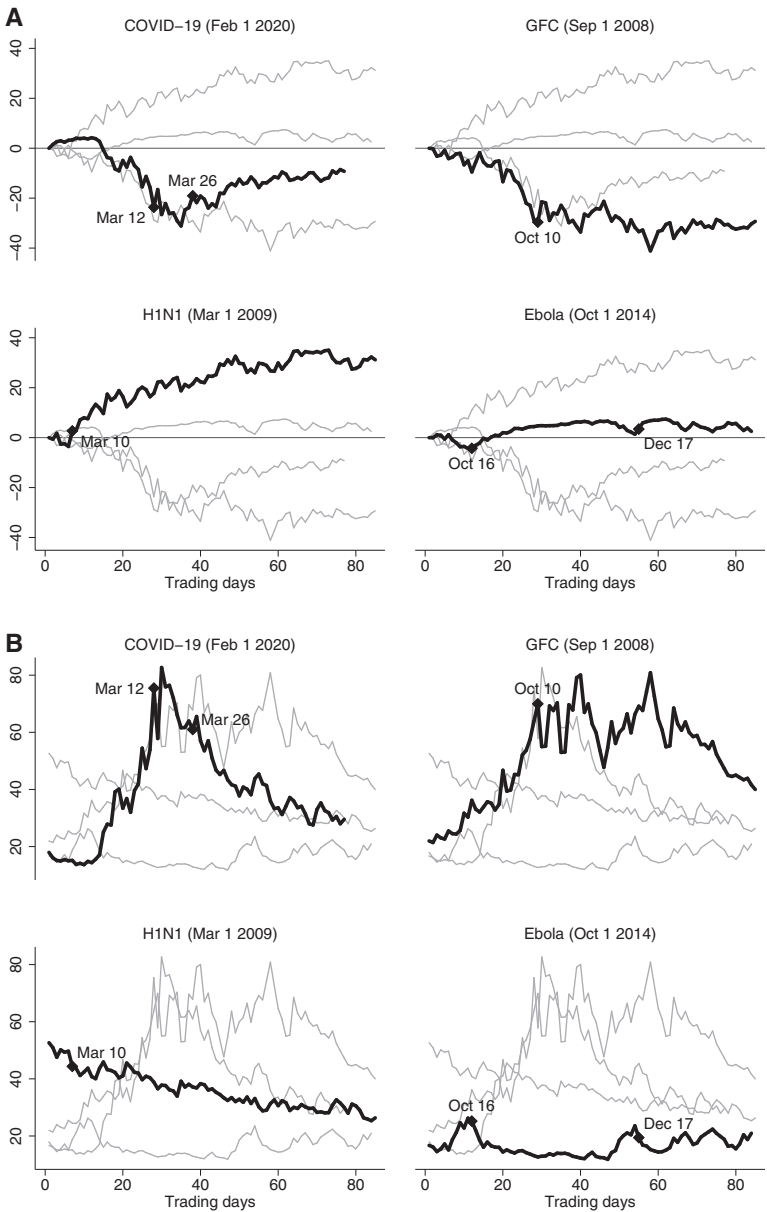 A
COVID−19 (Feb 1 2020)
GFC (Sep 1 2008)
40
20
0
−20
−40
Mar 26
Mar 12
Oct 10
H1N1 (Mar 1 2009)
Ebola (Oct 1 2014)
40
20
0
−20
−40
Mar 10
Oct 16
Dec 17
0 20 40 60 80
0 20 40 60 80
Trading days
Trading days
B
COVID−19 (Feb 1 2020)
GFC (Sep 1 2008)
80
60
40
20
Mar 12
Mar 26
Oct 10
H1N1 (Mar 1 2009)
Ebola (Oct 1 2014)
80
60
40
20
Mar 10
Oct 16
Dec 17
0 20 40 60 80
0 20 40 60 80
Trading days
Trading days